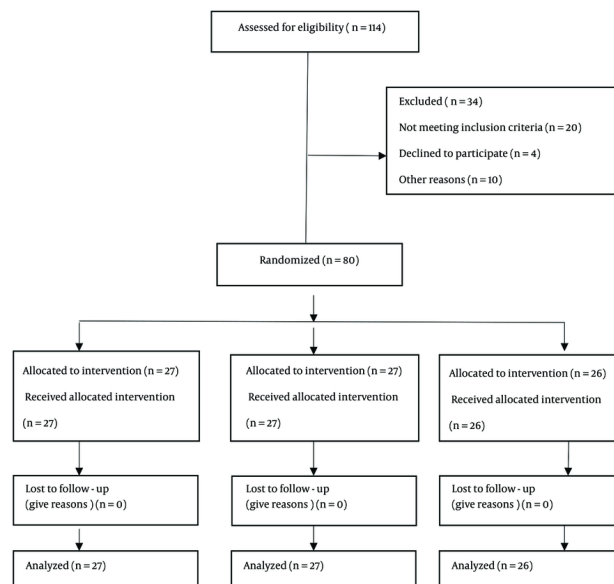 Assessed for eligibility ( n = 114)
Excluded ( n = 34)
Not meeting inclusion criteria (n = 20)
Declined to participate (n = 4)
Other reasons (n = 10)
Randomized (n = 80)
Allocated to intervention (n = 27)
Received allocated intervention
(n = 27)
Allocated to intervention (n = 27)
Received allocated intervention
(n = 27)
Allocated to intervention (n = 26)
Received allocated intervention
(n = 26)
Lost to follow - up
(give reasons ) (n = 0)
Lost to follow - up
(give reasons ) (n = 0)
Lost to follow - up
(give reasons ) (n = 0)
Analyzed (n = 27)
Analyzed (n = 27)
Analyzed (n = 26)